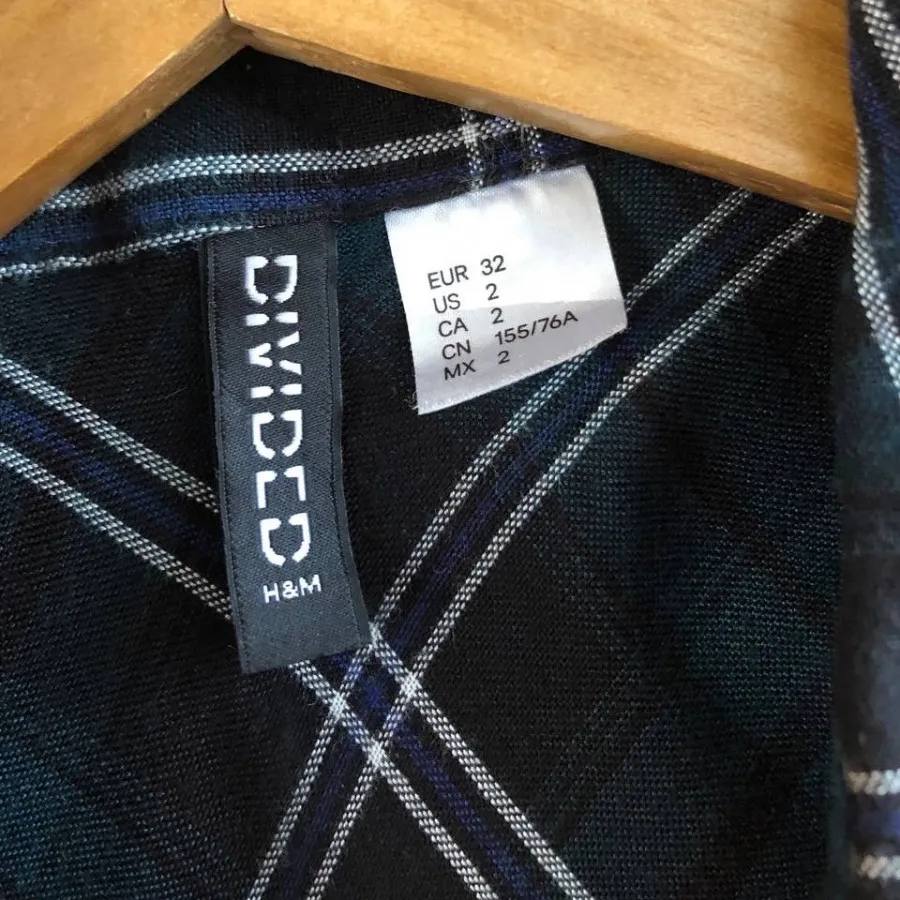 DIVIDED
H&M
EUR 32
US 2
CA 2
CN 155/76A
MX 2